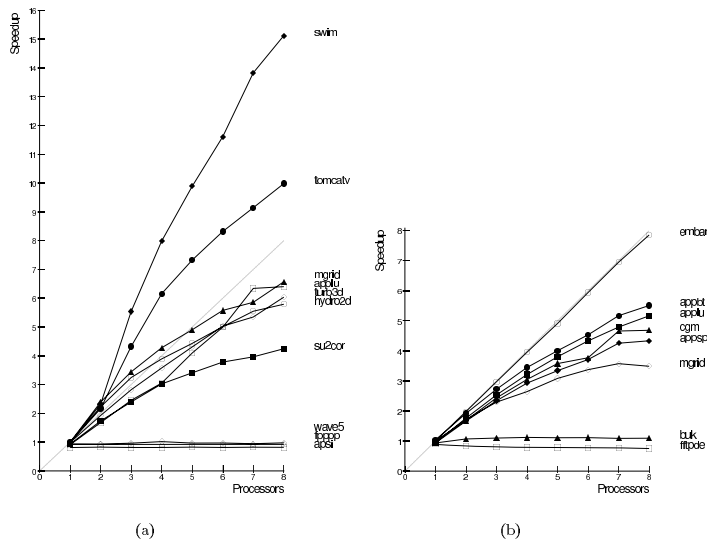 Speedup
16
15
14
13
12
11
10
9
8
7
6
5
4
3
2
1
0
0 1 2 3 4 5 6 7 8
Processors
swim
tomcatv
mgrid
applu
turb3d
hydro2d
su2cor
wave5
fpppp
apsi
(a)
Speedup
8
7
6
5
4
3
2
1
0
0 1 2 3 4 5 6 7 8
Processors
embar
appbt
applu
cgm
appsp
mgrid
buk
fftpde
(b)